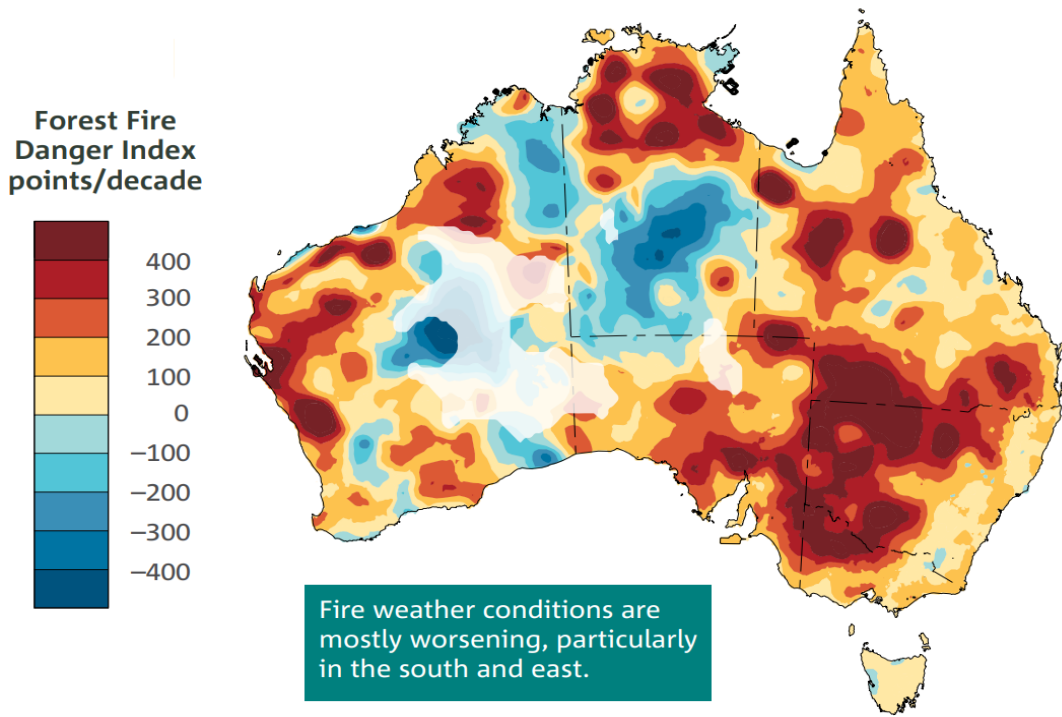 Forest Fire
Danger Index
points/decade
400
300
200
100
0
−100
−200
−300
−400
Fire weather conditions are
mostly worsening, particularly
in the south and east.